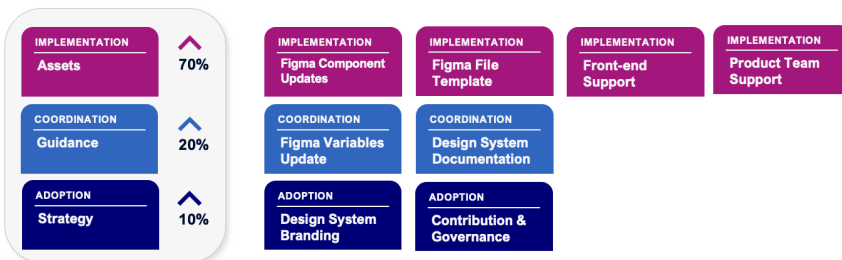 IMPLEMENTATION
Assets
70%
IMPLEMENTATION
Figma Component
Updates
IMPLEMENTATION
Figma File
Template
IMPLEMENTATION
Front-end
Support
IMPLEMENTATION
Product Team
Support
COORDINATION
Guidance
20%
COORDINATION
Figma Variables
Update
COORDINATION
Design System
Documentation
ADOPTION
Strategy
10%
ADOPTION
Design System
Branding
ADOPTION
Contribution &
Governance